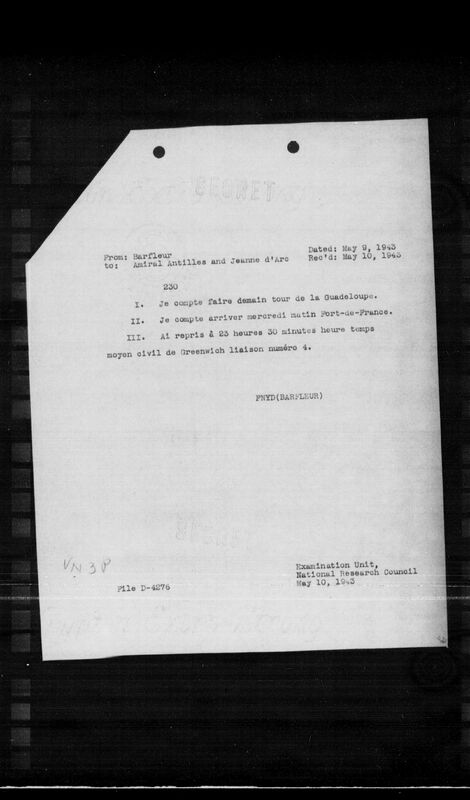 SECRET
From: Barfleur Dated: May 9, 1943
to: Amiral Antilles and Jeanne d'Arc Rec'd: May 10, 1943
230
I. Je compte faire demain tour de la Guadeloupe.
II. Je compte arriver mercredi matin Fort-de-France.
III. Ai repris à 23 heures 30 minutes heure temps
moyen civil de Greenwich liaison numéro 4.
FNYD(BARFLEUR)
VN38
File D-4276
Examination Unit,
National Research Council
May 10, 1943